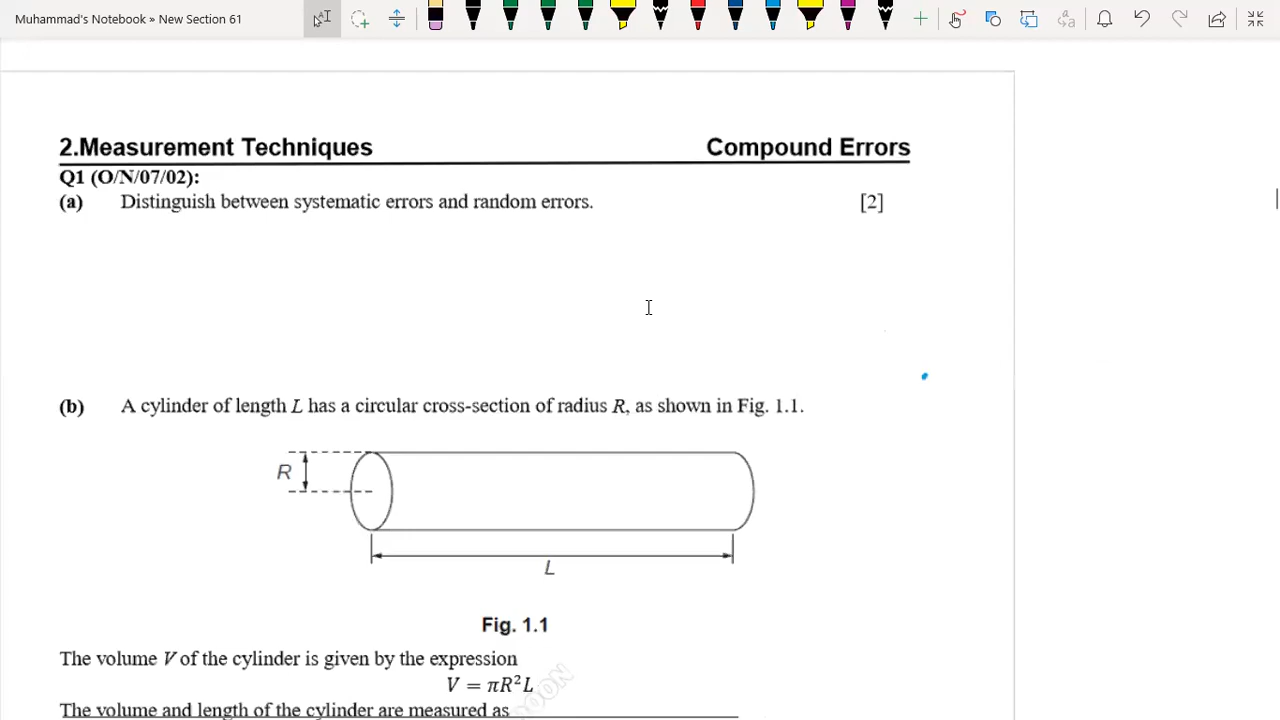 Muhammad's Notebook » New Section 61
2.Measurement Techniques Compound Errors
Q1 (O/N/07/02):
(a) Distinguish between systematic errors and random errors. [2]
(b) A cylinder of length L has a circular cross-section of radius R, as shown in Fig. 1.1.
R
L
Fig. 1.1
The volume V of the cylinder is given by the expression
V = πR²L
The volume and length of the cylinder are measured as